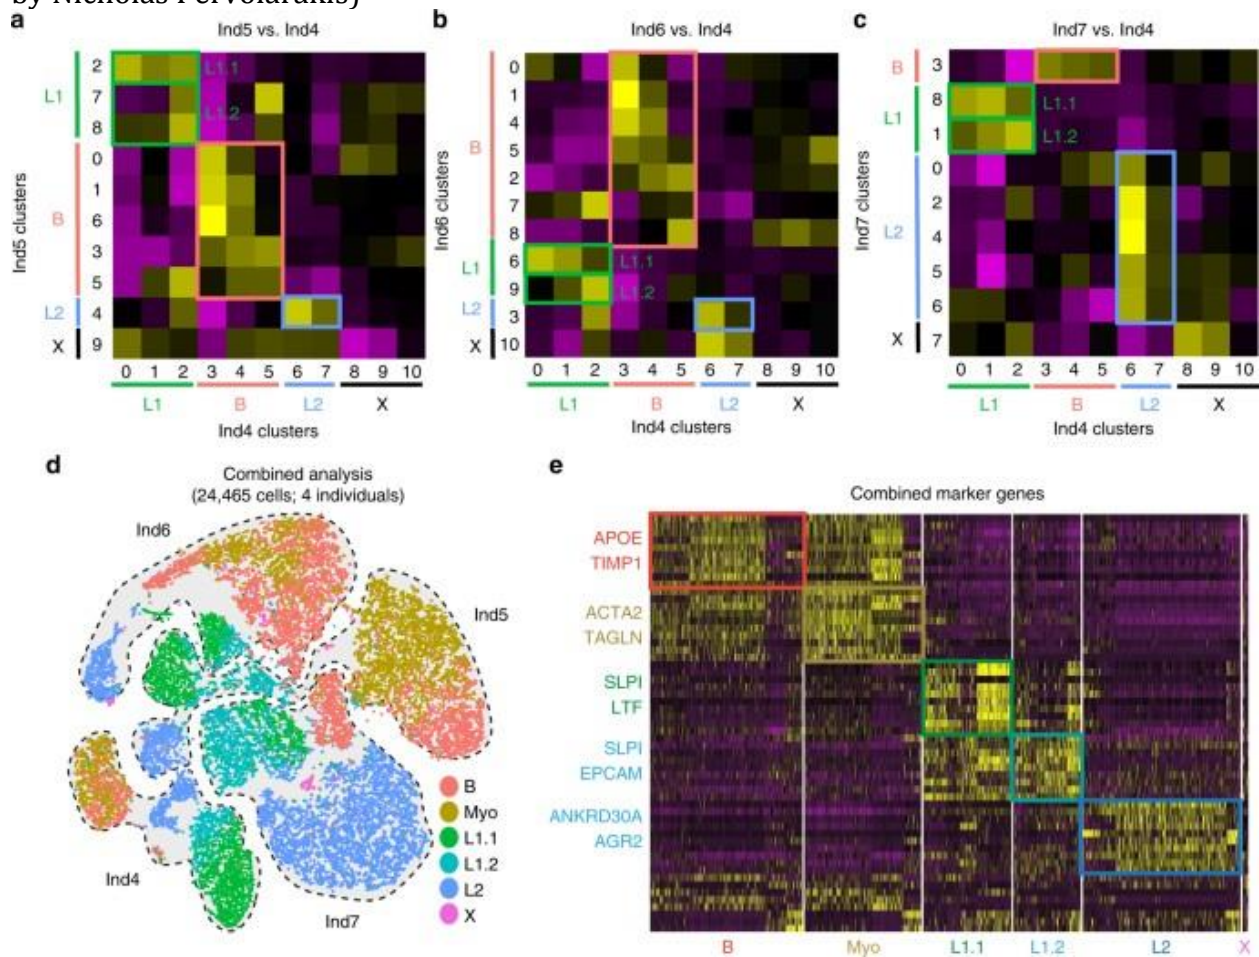 by Nicholas Pervolarakis)
a
Ind5 vs. Ind4
L1
B
L2
X
Ind5 clusters
2
7
8
0
1
6
3
5
4
9
L1.1
L1.2
0 1 2 3 4 5 6 7 8 9 10
L1 B L2 X
Ind4 clusters
b
Ind6 vs. Ind4
B
L1
L2
X
Ind6 clusters
0
1
4
5
2
7
8
6
9
3
10
L1.1
L1.2
0 1 2 3 4 5 6 7 8 9 10
L1 B L2 X
Ind4 clusters
c
Ind7 vs. Ind4
B
L1
L2
X
Ind7 clusters
3
8
1
0
2
4
5
6
7
L1.1
L1.2
0 1 2 3 4 5 6 7 8 9 10
L1 B L2 X
Ind4 clusters
d
Combined analysis
(24,465 cells; 4 individuals)
Ind6
Ind5
Ind4
Ind7
B
Myo
L1.1
L1.2
L2
X
e
Combined marker genes
APOE
TIMP1
ACTA2
TAGLN
SLPI
LTF
SLPI
EPCAM
ANKRD30A
AGR2
B Myo L1.1 L1.2 L2 X